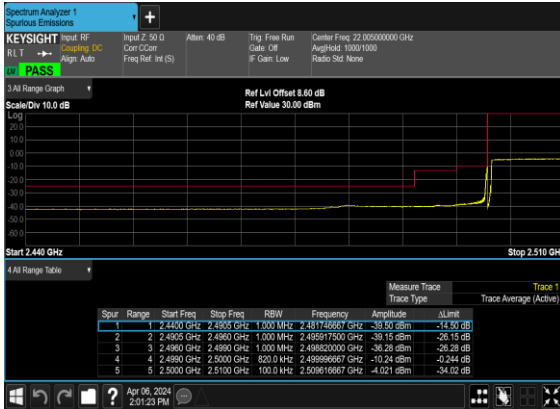 Spectrum Analyzer 1
Spurious Emissions
+
KEYSIGHT Input: RF Input Z: 50 Ω Atten: 40 dB Trig: Free Run Center Freq: 22.005000000 GHz
RLT Coupling: DC Corr CCorr Gate: Off Avg|Hold: 1000/1000
Align: Auto Freq Ref: Int (S) IF Gain: Low Radio Std: None
PASS
3 All Range Graph
Ref Lvl Offset 8.60 dB
Scale/Div 10.0 dB Ref Value 30.00 dBm
Log
20.0
10.0
0.00
-10.0
-20.0
-30.0
-40.0
-50.0
-60.0
Start 2.440 GHz Stop 2.510 GH
4 All Range Table
Measure Trace Trace 1
Trace Type Trace Average (Active)
Spur Range Start Freq Stop Freq RBW Frequency Amplitude ΔLimit
1 1 2.4400 GHz 2.4905 GHz 1.000 MHz 2.481746667 GHz -39.50 dBm -14.50 dB
2 2 2.4905 GHz 2.4960 GHz 1.000 MHz 2.495917500 GHz -39.15 dBm -26.15 dB
3 3 2.4960 GHz 2.4990 GHz 1.000 MHz 2.498820000 GHz -36.28 dBm -26.28 dB
4 4 2.4990 GHz 2.5000 GHz 820.0 kHz 2.499996667 GHz -10.24 dBm -0.244 dB
5 5 2.5000 GHz 2.5100 GHz 100.0 kHz 2.509616667 GHz -4.021 dBm -34.02 dB
?
Apr 06, 2024
2:01:23 PM